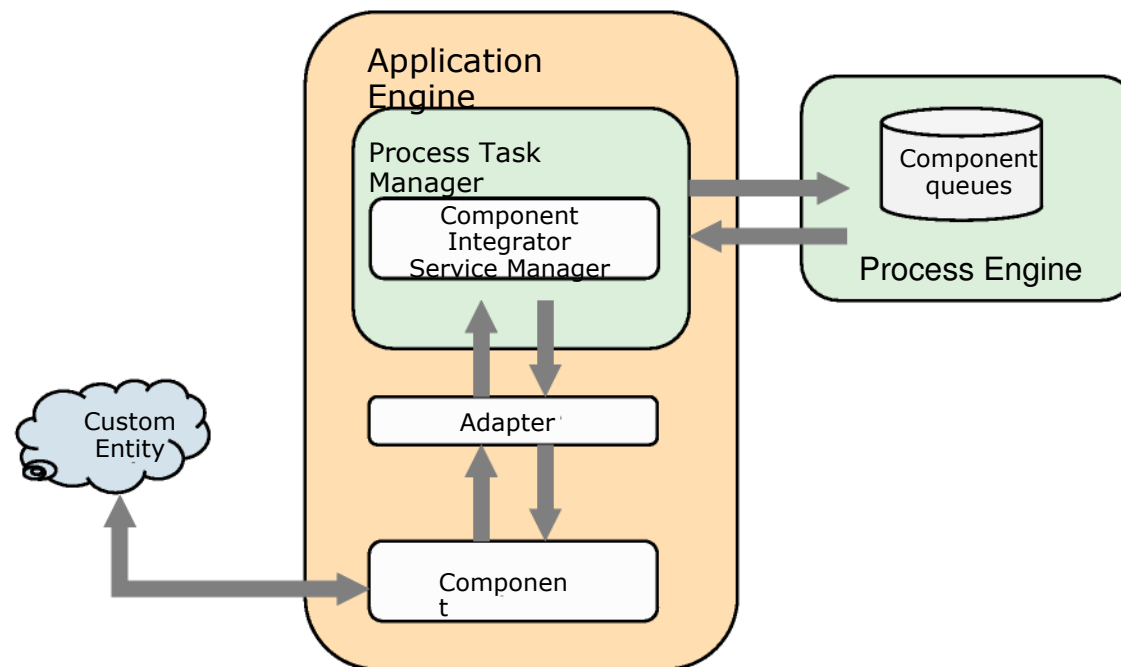 Application
Engine
Process Task
Manager
Component
Integrator
Service Manager
Adapter
Componen
t
Custom
Entity
Component
queues
Process Engine